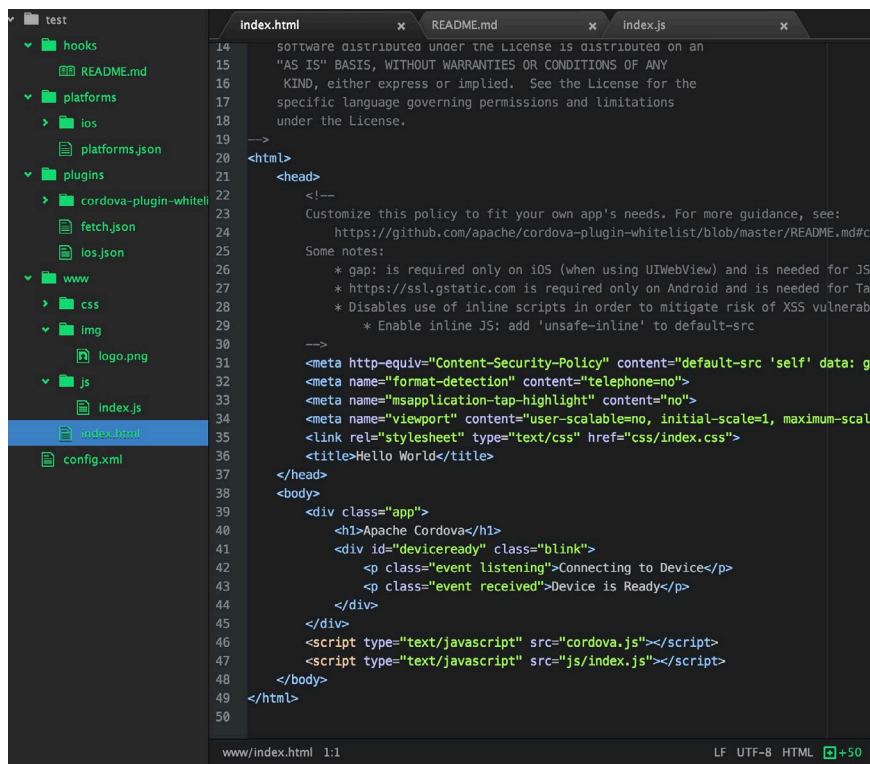 test
hooks
README.md
platforms
ios
platforms.json
plugins
cordova-plugin-whiteli
fetch.json
ios.json
www
css
img
logo.png
js
index.js
index.html
config.xml
index.html × README.md × index.js ×
14 software distributed under the License is distributed on an
15 "AS IS" BASIS, WITHOUT WARRANTIES OR CONDITIONS OF ANY
16 KIND, either express or implied.  See the License for the
17 specific language governing permissions and limitations
18 under the License.
19 -->
20 <html>
21 <head>
22 <!--
23 Customize this policy to fit your own app's needs. For more guidance, see:
24 https://github.com/apache/cordova-plugin-whitelist/blob/master/README.md#c
25 Some notes:
26 * gap: is required only on iOS (when using UIWebView) and is needed for JS
27 * https://ssl.gstatic.com is required only on Android and is needed for Ta
28 * Disables use of inline scripts in order to mitigate risk of XSS vulnerab
29 * Enable inline JS: add 'unsafe-inline' to default-src
30 -->
31 <meta http-equiv="Content-Security-Policy" content="default-src 'self' data: g
32 <meta name="format-detection" content="telephone=no">
33 <meta name="msapplication-tap-highlight" content="no">
34 <meta name="viewport" content="user-scalable=no, initial-scale=1, maximum-scal
35 <link rel="stylesheet" type="text/css" href="css/index.css">
36 <title>Hello World</title>
37 </head>
38 <body>
39 <div class="app">
40 <h1>Apache Cordova</h1>
41 <div id="deviceready" class="blink">
42 <p class="event listening">Connecting to Device</p>
43 <p class="event received">Device is Ready</p>
44 </div>
45 </div>
46 <script type="text/javascript" src="cordova.js"></script>
47 <script type="text/javascript" src="js/index.js"></script>
48 </body>
49 </html>
50
www/index.html 1:1 LF UTF-8 HTML +50